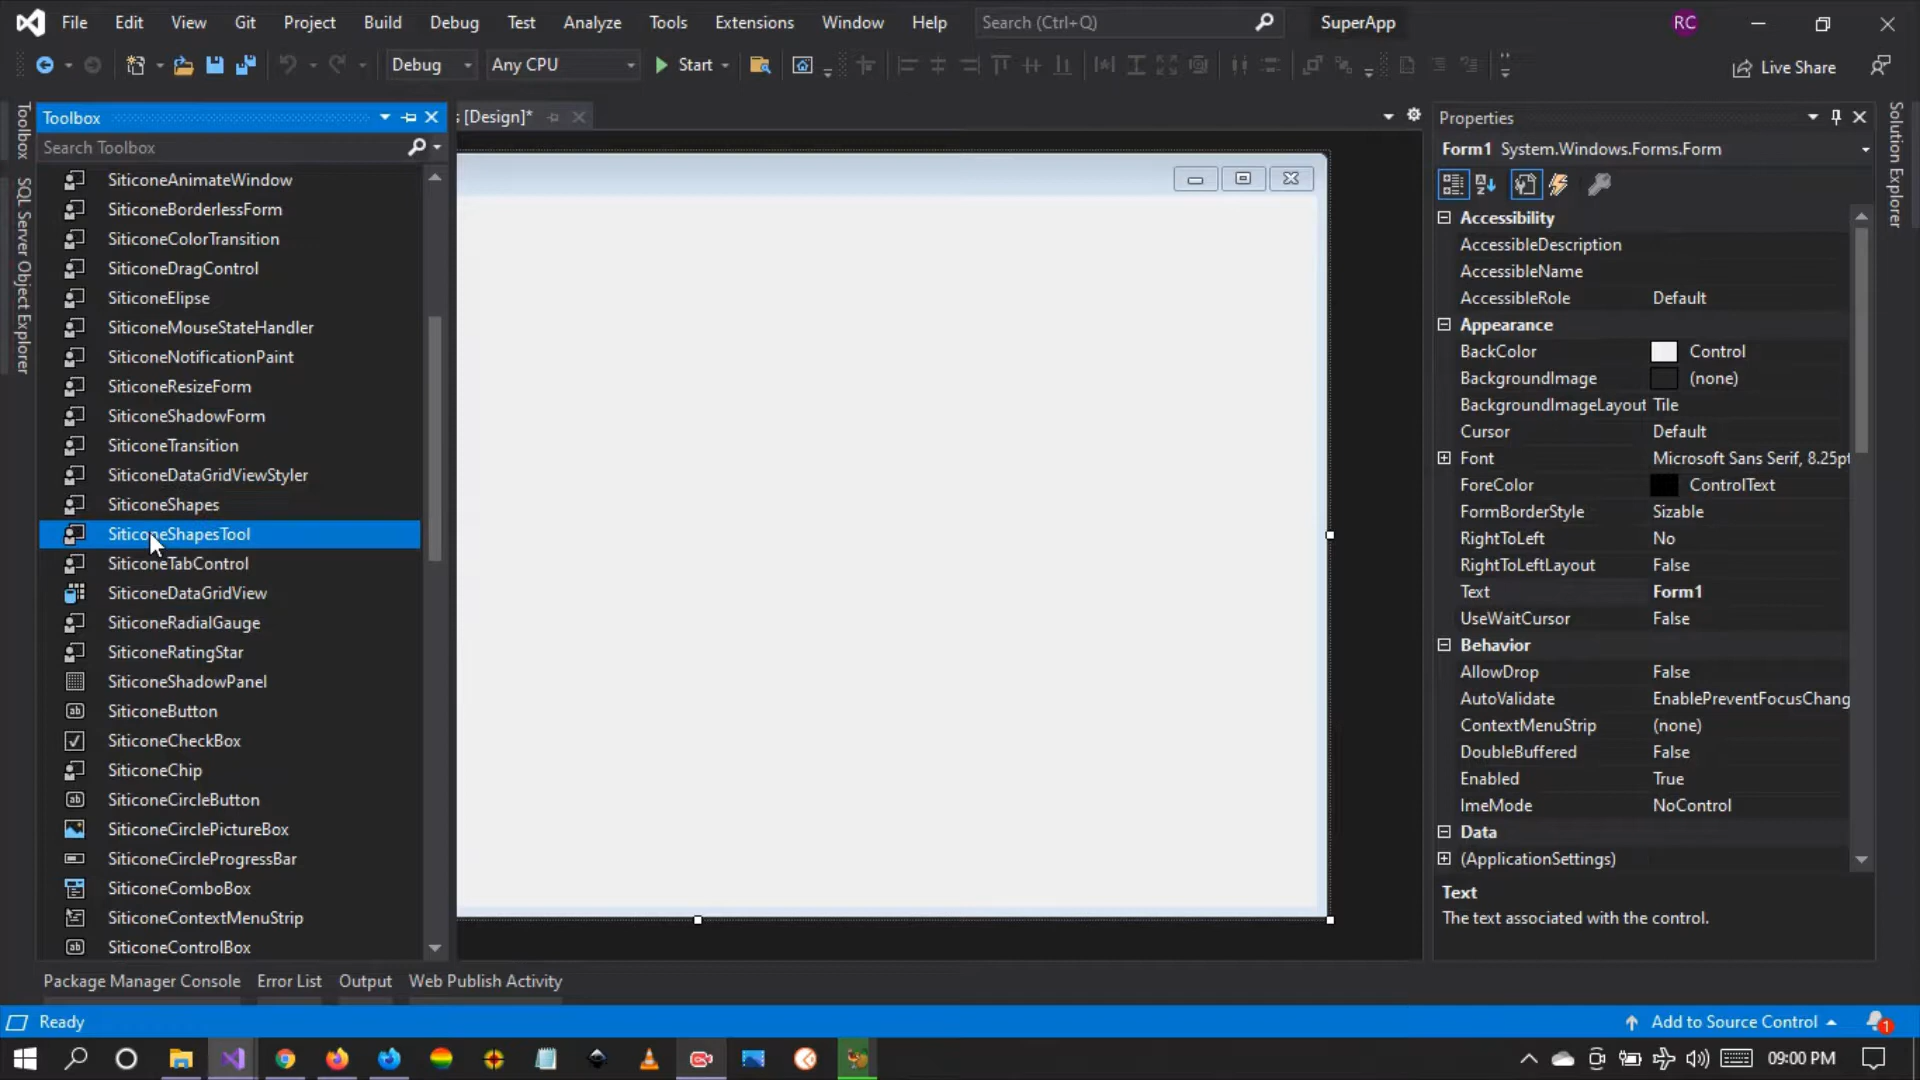 File Edit View Git Project Build Debug Test Analyze Tools Extensions Window Help Search (Ctrl+Q) SuperApp RC
Debug Any CPU Start Live Share
Toolbox
s [Design]*
Search Toolbox
SiticoneAnimateWindow
SiticoneBorderlessForm
SiticoneColorTransition
SiticoneDragControl
SiticoneElipse
SiticoneMouseStateHandler
SiticoneNotificationPaint
SiticoneResizeForm
SiticoneShadowForm
SiticoneTransition
SiticoneDataGridViewStyler
SiticoneShapes
SiticoneShapesTool
SiticoneTabControl
SiticoneDataGridView
SiticoneRadialGauge
SiticoneRatingStar
SiticoneShadowPanel
SiticoneButton
SiticoneCheckBox
SiticoneChip
SiticoneCircleButton
SiticoneCirclePictureBox
SiticoneCircleProgressBar
SiticoneComboBox
SiticoneContextMenuStrip
SiticoneControlBox
Toolbox
SQL Server Object Explorer
Properties
Form1 System.Windows.Forms.Form
Accessibility
AccessibleDescription
AccessibleName
AccessibleRole Default
Appearance
BackColor Control
BackgroundImage (none)
BackgroundImageLayout Tile
Cursor Default
Font Microsoft Sans Serif, 8.25pt
ForeColor ControlText
FormBorderStyle Sizable
RightToLeft No
RightToLeftLayout False
Text Form1
UseWaitCursor False
Behavior
AllowDrop False
AutoValidate EnablePreventFocusChang
ContextMenuStrip (none)
DoubleBuffered False
Enabled True
ImeMode NoControl
Data
(ApplicationSettings)
Text
The text associated with the control.
Solution Explorer
Package Manager Console Error List Output Web Publish Activity
Ready Add to Source Control 1
09:00 PM